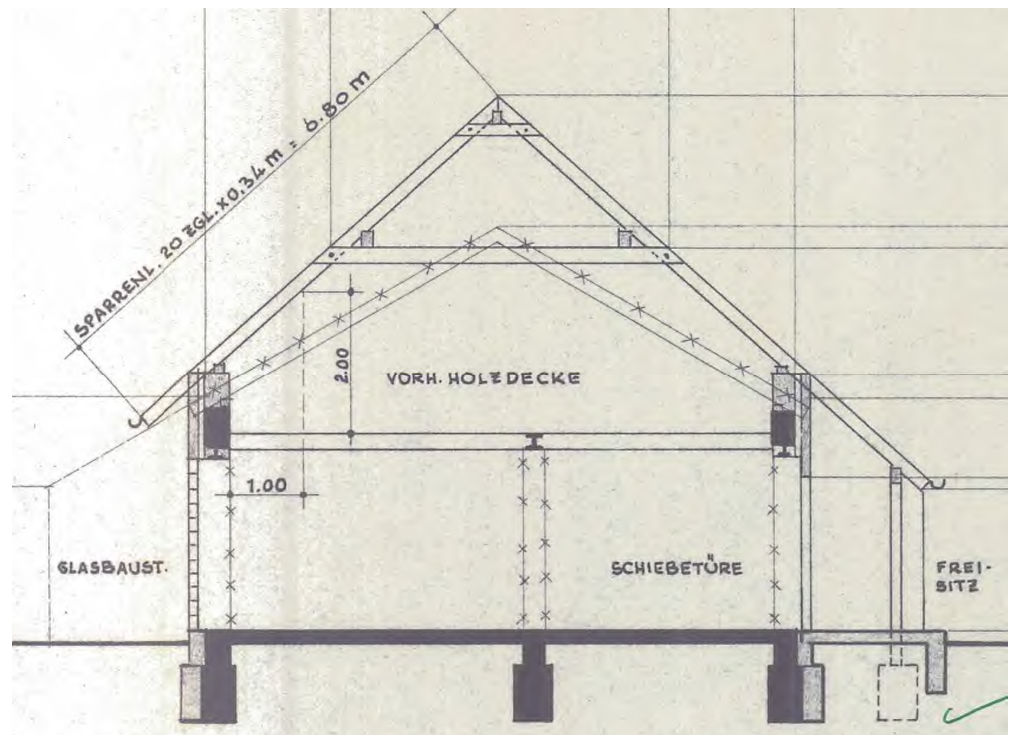 SPARRENL. 20 ZGL. x 0.34 m = 6.80 m
2.00
VORH. HOLZDECKE
1.00
GLASBAUST.
SCHIEBETÜRE
FREI-
SITZ